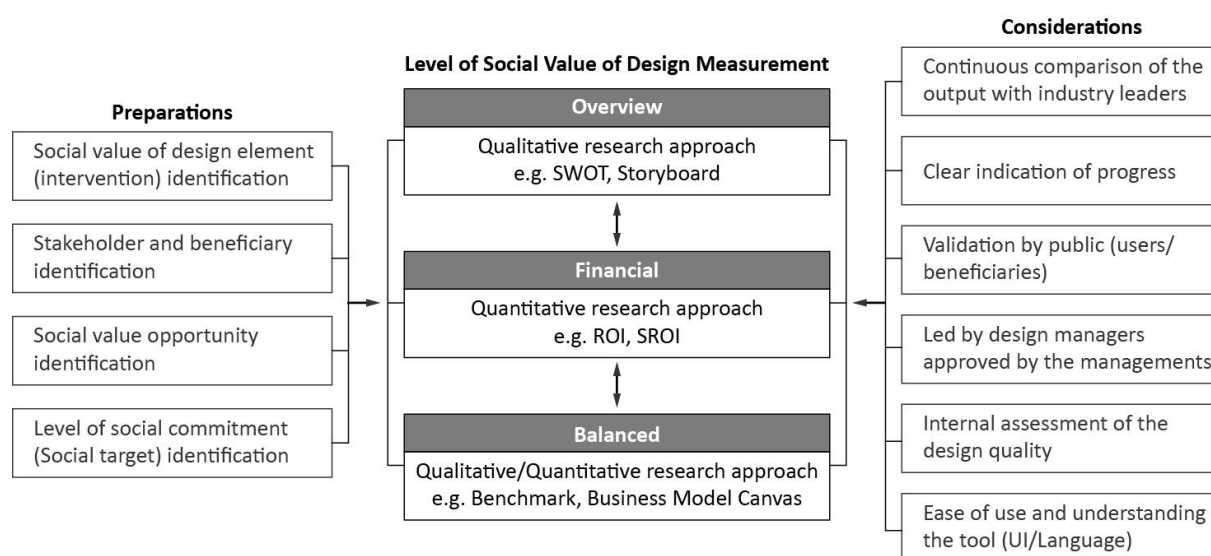 Preparations
Social value of design element
(intervention) identification
Stakeholder and beneficiary
identification
Social value opportunity
identification
Level of social commitment
(Social target) identification
Level of Social Value of Design Measurement
Overview
Qualitative research approach
e.g. SWOT, Storyboard
Financial
Quantitative research approach
e.g. ROI, SROI
Balanced
Qualitative/Quantitative research approach
e.g. Benchmark, Business Model Canvas
Considerations
Continuous comparison of the
output with industry leaders
Clear indication of progress
Validation by public (users/
beneficiaries)
Led by design managers
approved by the managements
Internal assessment of the
design quality
Ease of use and understanding
the tool (UI/Language)